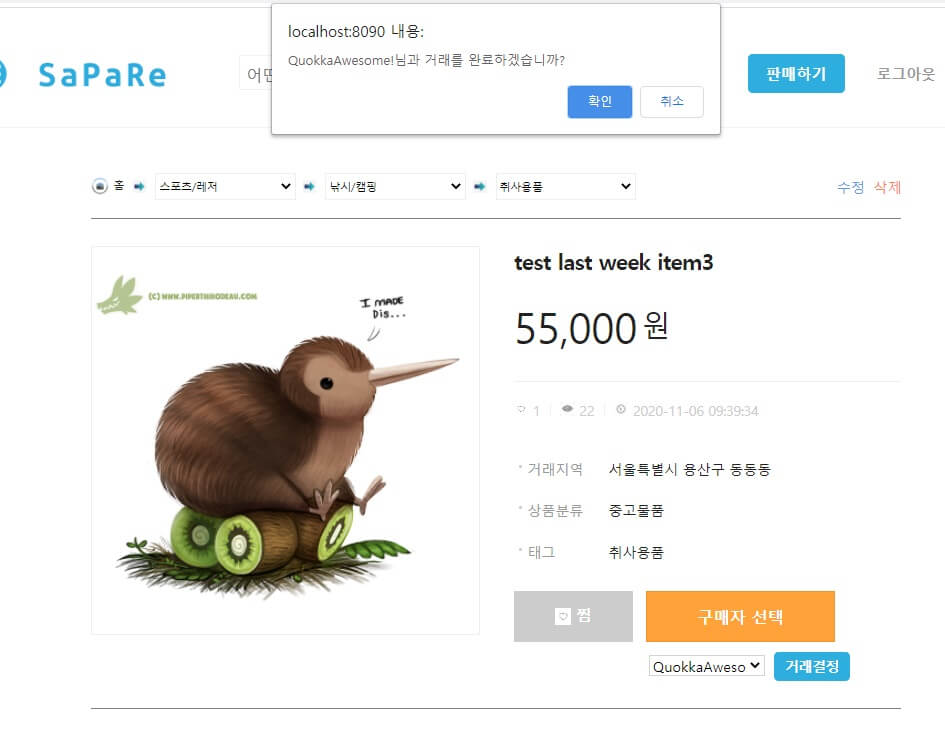 localhost:8090 내용:
QuokkaAwesome!님과 거래를 완료하겠습니까?
확인 취소
SaPaRe
판매하기 로그아웃
홈 스포츠/레저 낚시/캠핑 취사용품 수정 삭제
(C) WWW.PIPERTHIBODEAU.COM
I MADE
DIS...
test last week item3
55,000 원
1 22 2020-11-06 09:39:34
거래지역 서울특별시 용산구 동동동
상품분류 중고물품
태그 취사용품
찜 구매자 선택
QuokkaAweso 거래결정